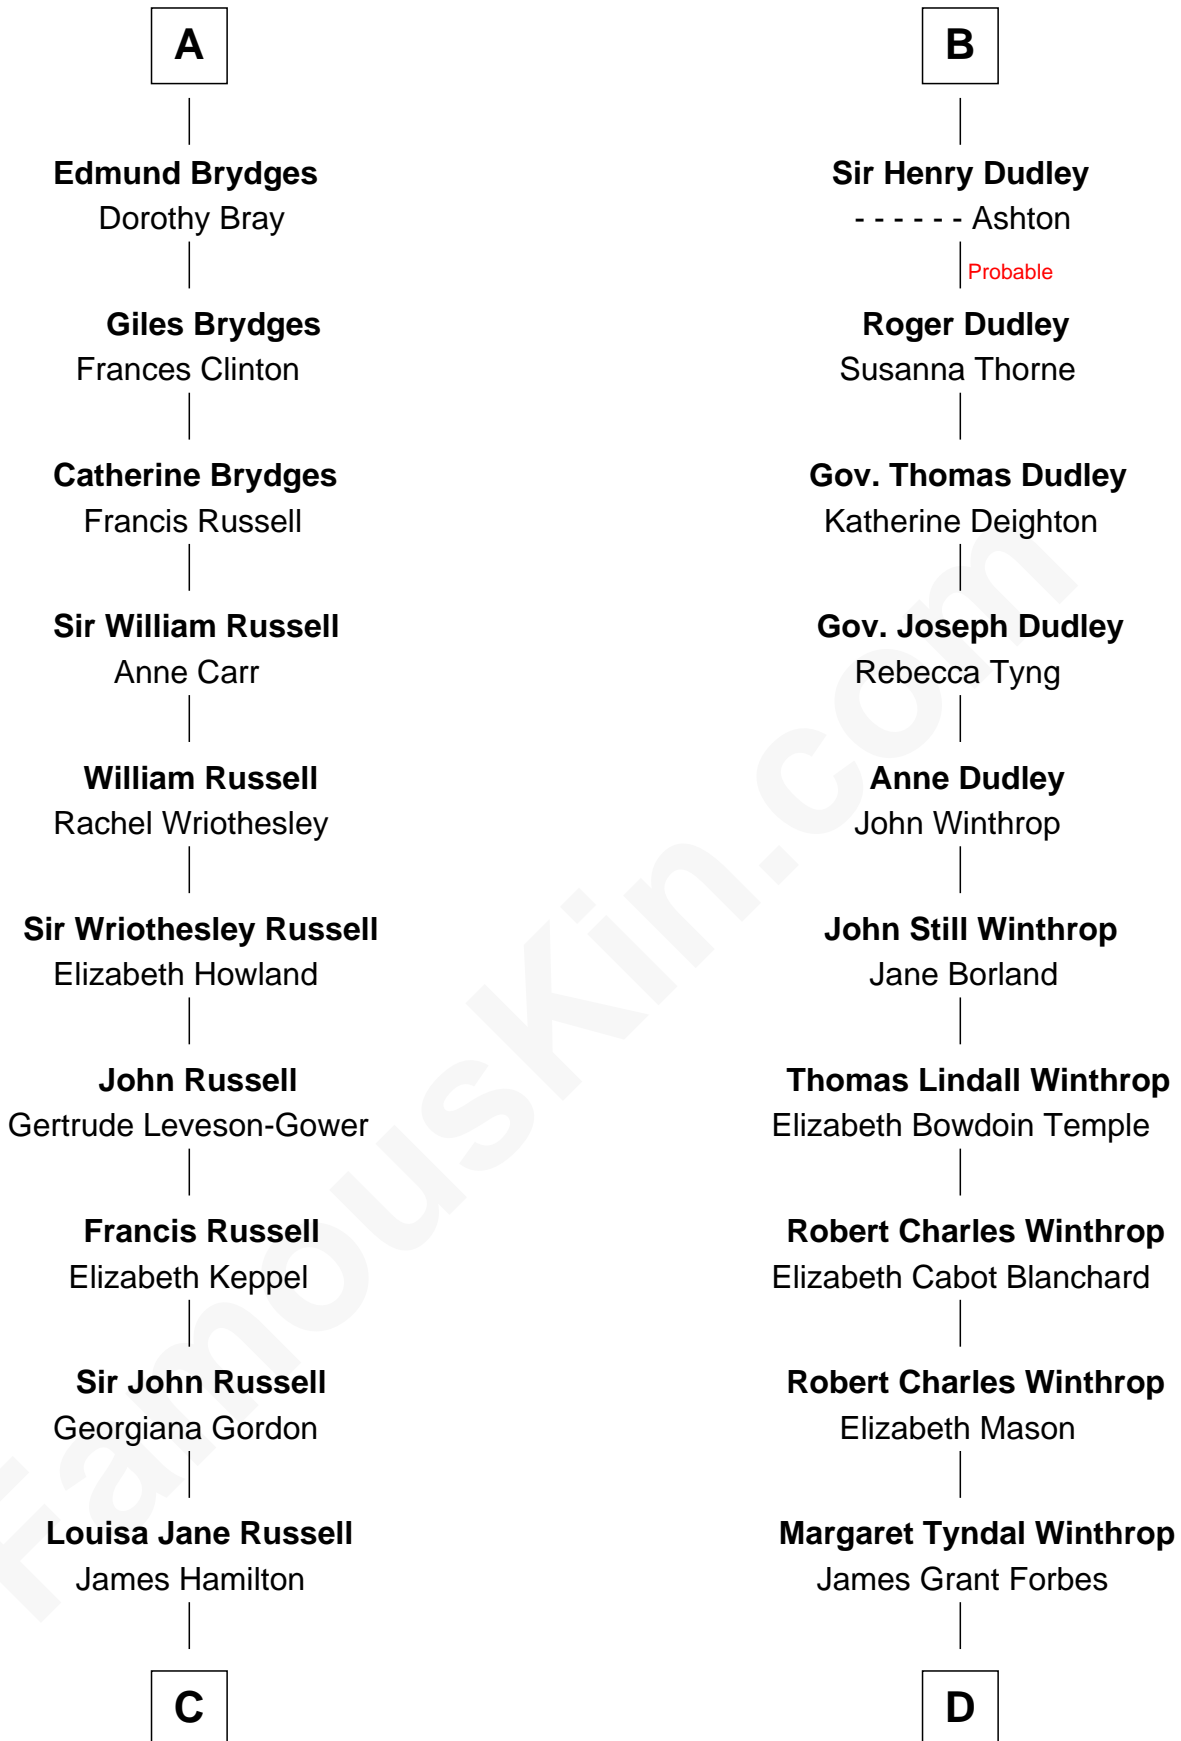 A
Edmund Brydges
Dorothy Bray
Giles Brydges
Frances Clinton
Catherine Brydges
Francis Russell
Sir William Russell
Anne Carr
William Russell
Rachel Wriothesley
Sir Wriothesley Russell
Elizabeth Howland
John Russell
Gertrude Leveson-Gower
Francis Russell
Elizabeth Keppel
Sir John Russell
Georgiana Gordon
Louisa Jane Russell
James Hamilton
C
B
Sir Henry Dudley
- - - - - - Ashton
Probable
Roger Dudley
Susanna Thorne
Gov. Thomas Dudley
Katherine Deighton
Gov. Joseph Dudley
Rebecca Tyng
Anne Dudley
John Winthrop
John Still Winthrop
Jane Borland
Thomas Lindall Winthrop
Elizabeth Bowdoin Temple
Robert Charles Winthrop
Elizabeth Cabot Blanchard
Robert Charles Winthrop
Elizabeth Mason
Margaret Tyndal Winthrop
James Grant Forbes
D
FamousKin.com